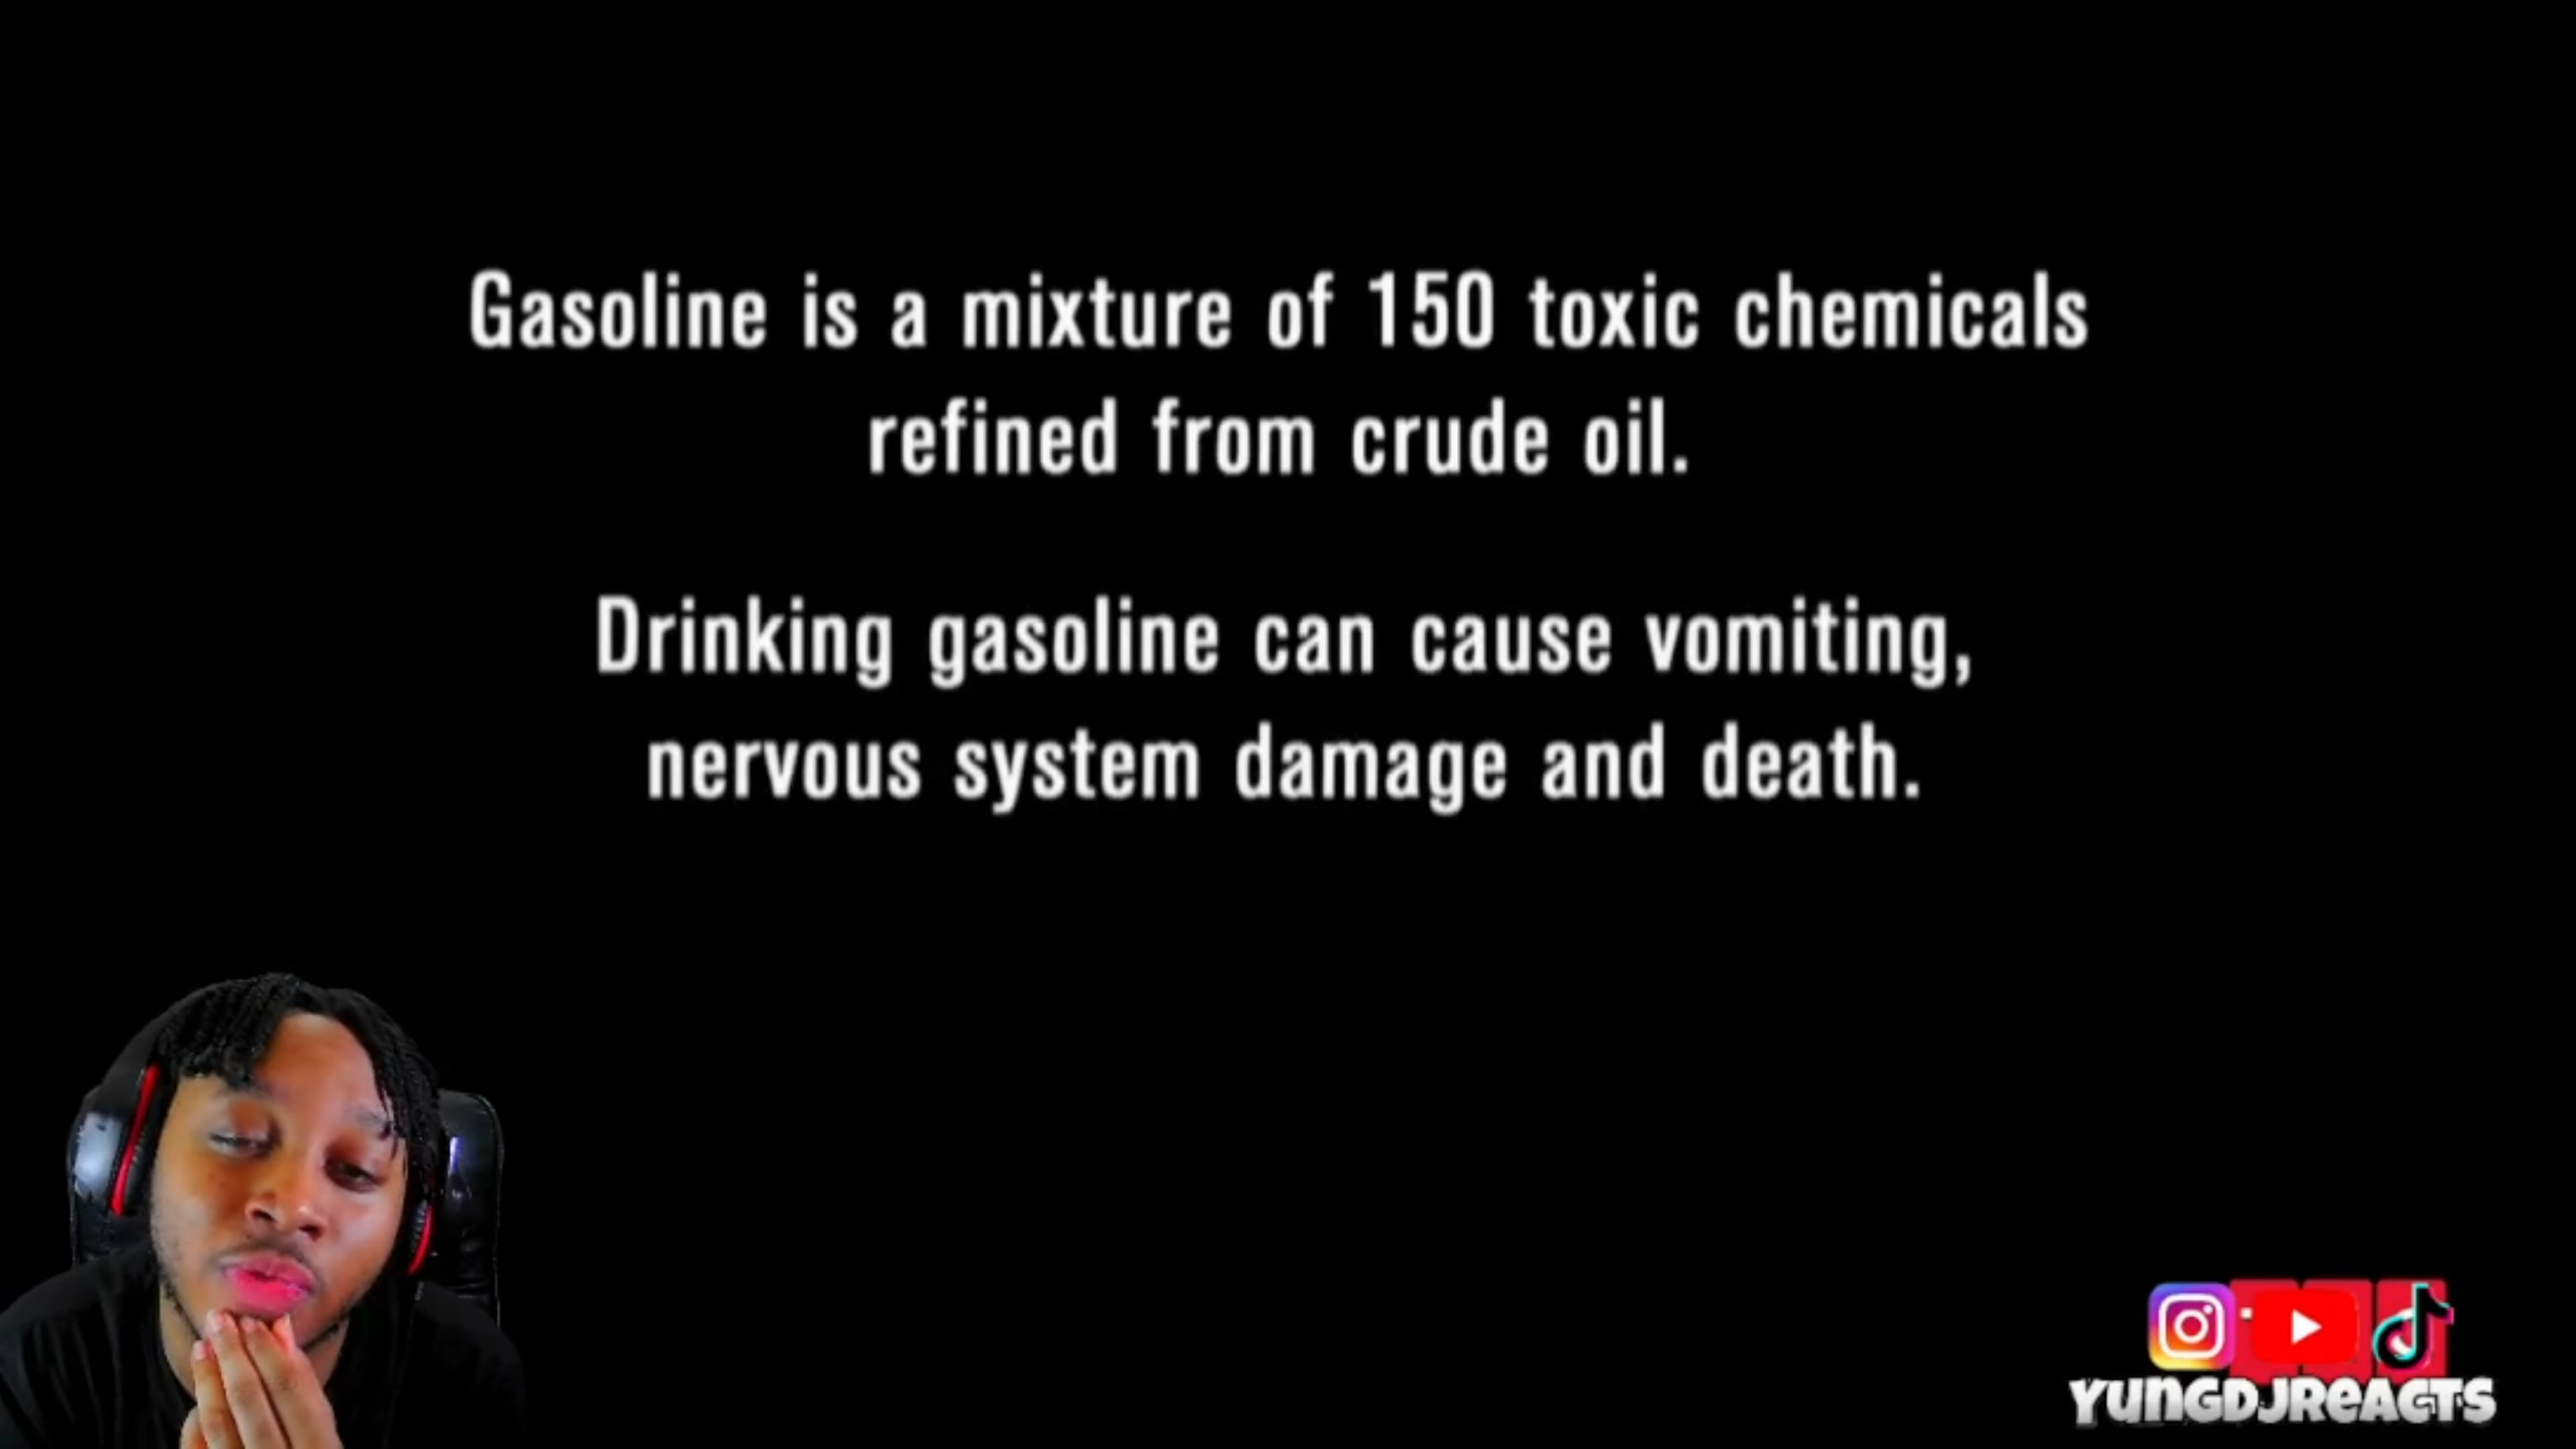 Gasoline is a mixture of 150 toxic chemicals
refined from crude oil.
Drinking gasoline can cause vomiting,
nervous system damage and death.
YUNGDJREACTS